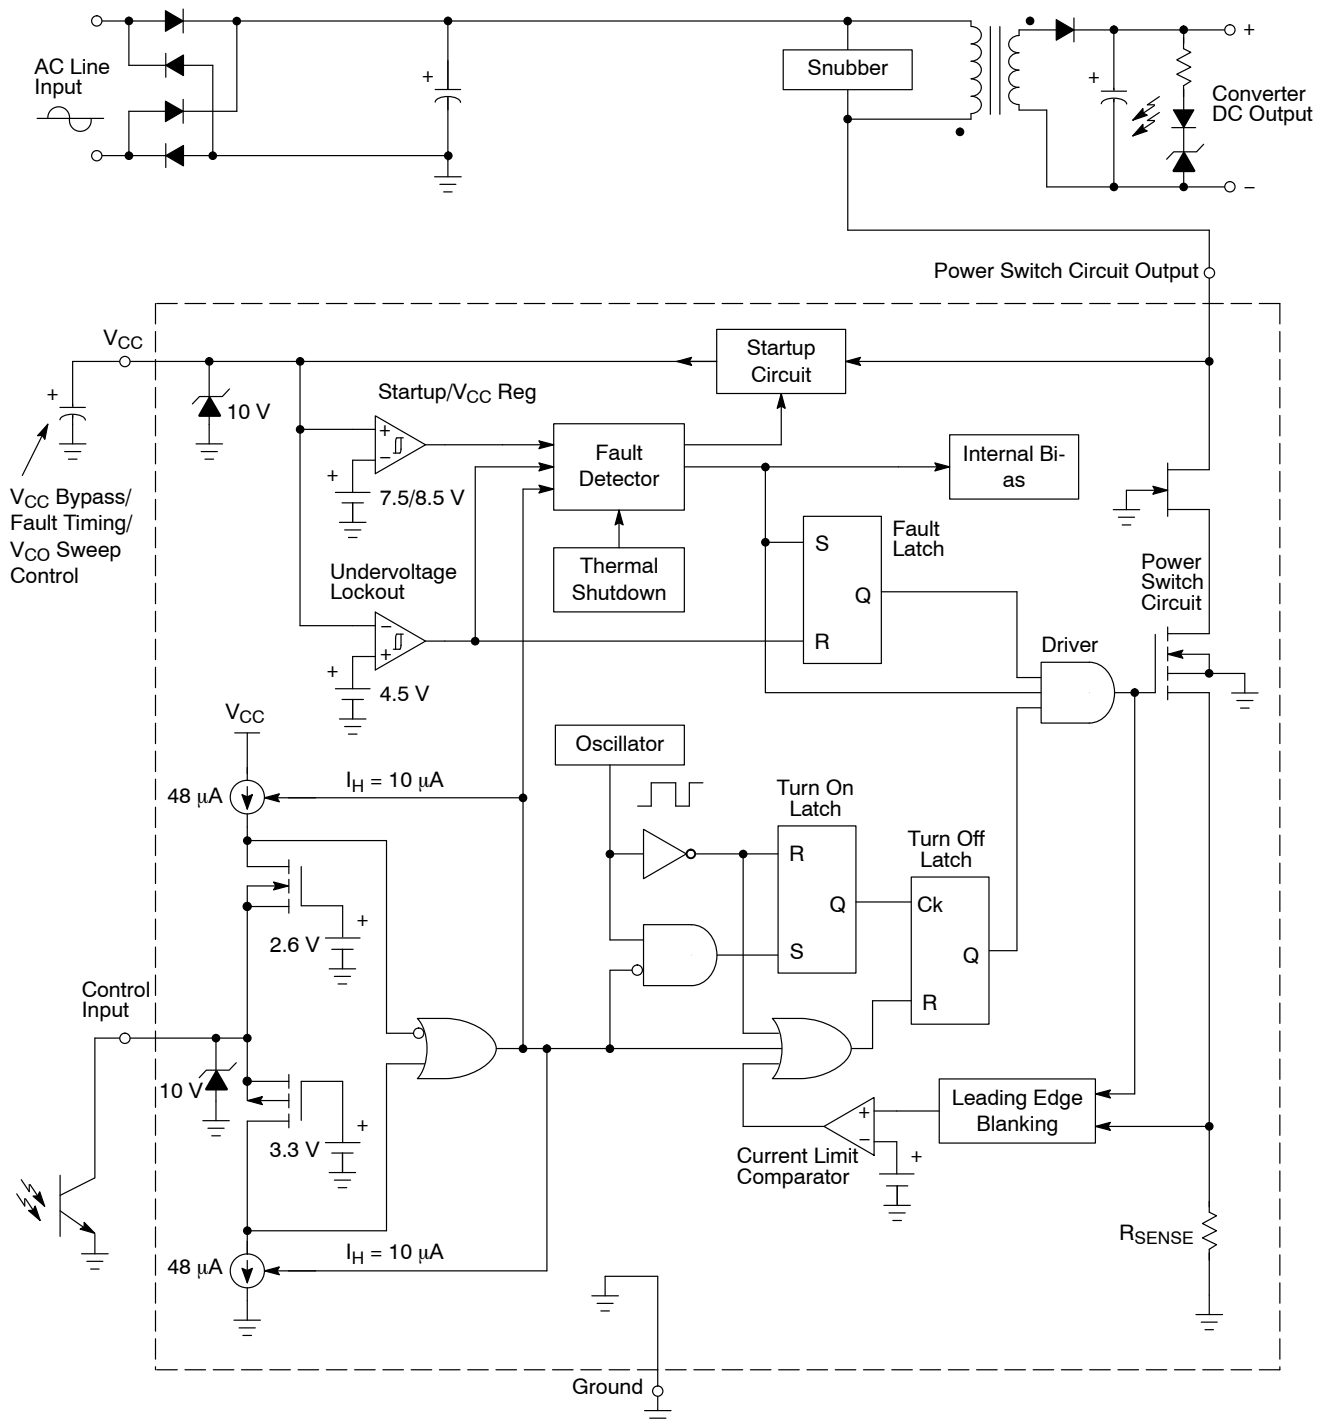 AC Line
Input
+
Snubber
+
+
−
Converter
DC Output
Power Switch Circuit Output
VCC
+
VCC Bypass/
Fault Timing/
VCO Sweep
Control
10 V
Startup/VCC Reg
+
−
+
7.5/8.5 V
Startup
Circuit
Fault
Detector
Internal Bi-
as
Thermal
Shutdown
Undervoltage
Lockout
−
+
+
4.5 V
S
Q
R
Fault
Latch
Power
Switch
Circuit
Driver
VCC
48 μA
IH = 10 μA
Oscillator
Turn On
Latch
R
Q
S
Turn Off
Latch
Ck
Q
R
+
2.6 V
Control
Input
10 V
+
3.3 V
Leading Edge
Blanking
+
−
+
Current Limit
Comparator
RSENSE
48 μA
IH = 10 μA
Ground